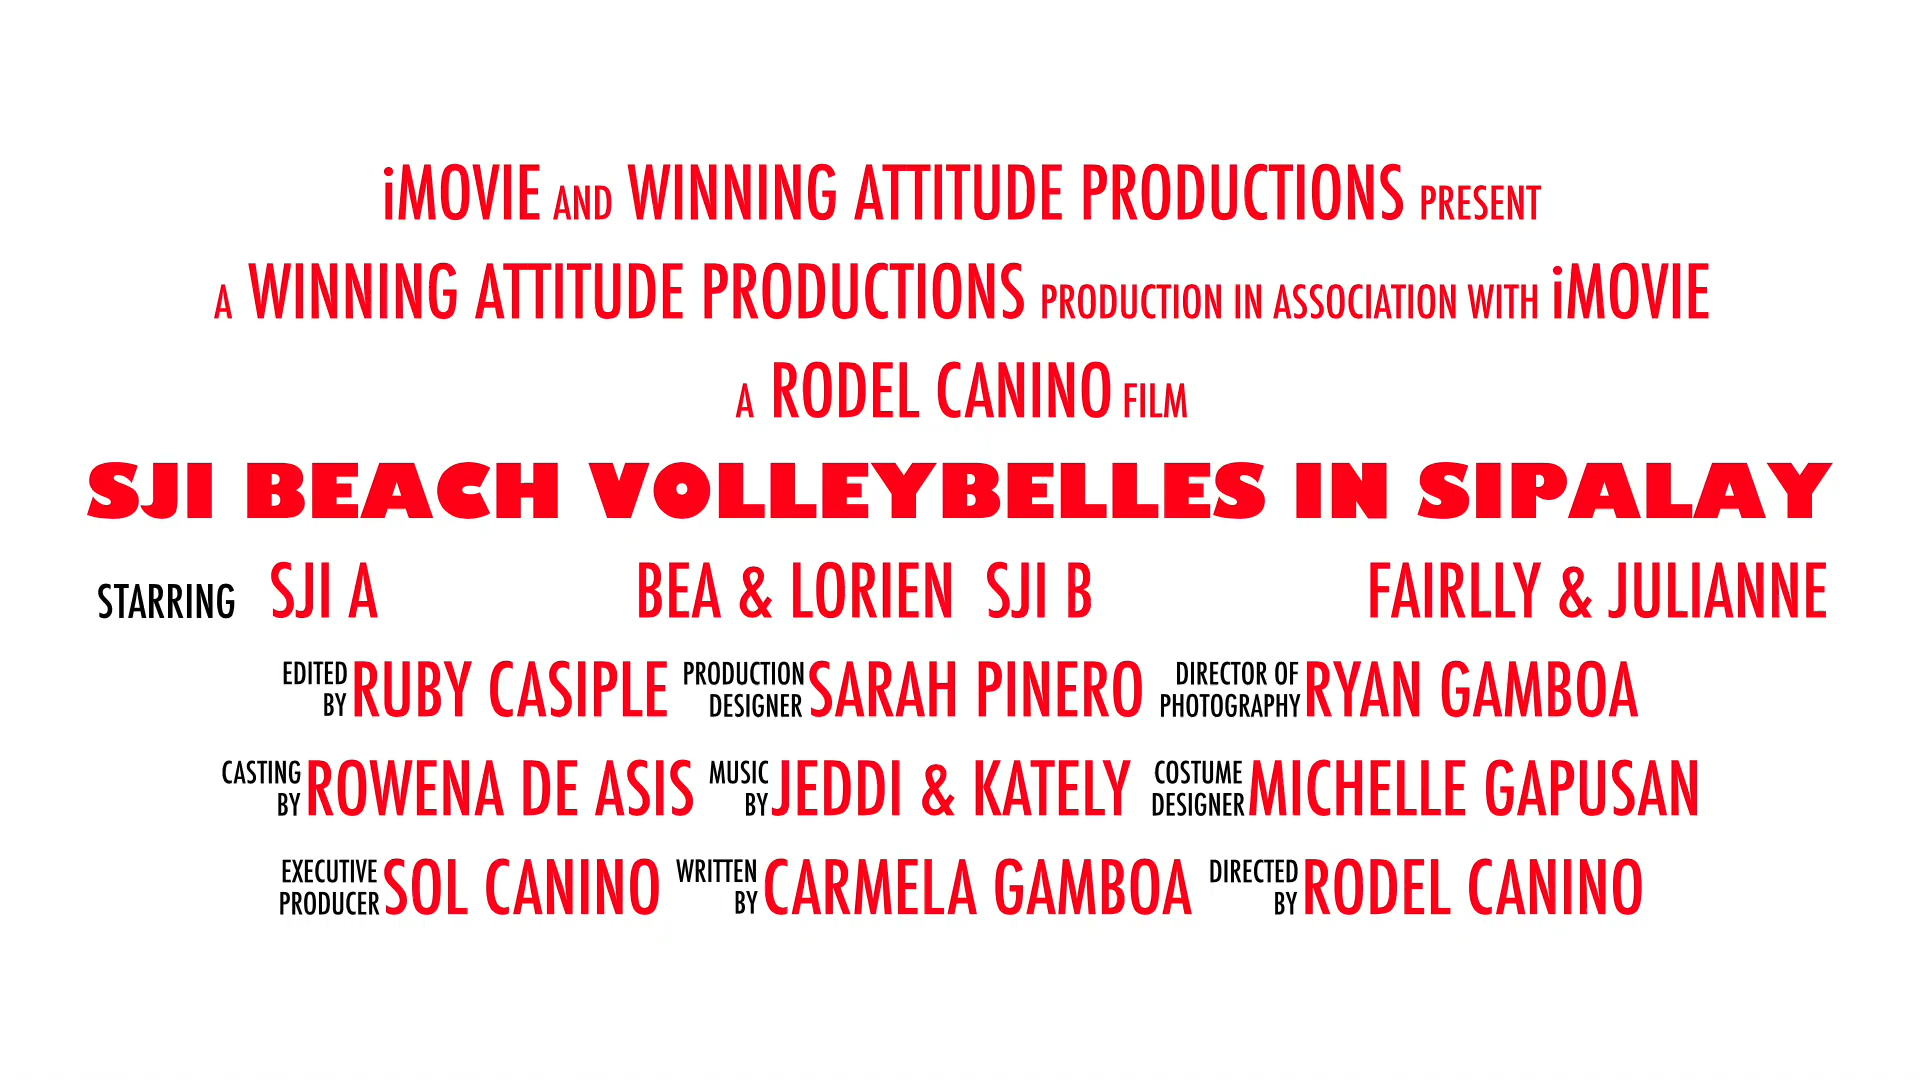 iMOVIE AND WINNING ATTITUDE PRODUCTIONS PRESENT
A WINNING ATTITUDE PRODUCTIONS PRODUCTION IN ASSOCIATION WITH iMOVIE
A RODEL CANINO FILM
SJI BEACH VOLLEYBELLES IN SIPALAY
STARRING SJI A BEA & LORIEN SJI B FAIRLLY & JULIANNE
EDITED BY RUBY CASIPLE PRODUCTION DESIGNER SARAH PINERO DIRECTOR OF PHOTOGRAPHY RYAN GAMBOA
CASTING BY ROWENA DE ASIS MUSIC BY JEDDI & KATELY COSTUME DESIGNER MICHELLE GAPUSAN
EXECUTIVE PRODUCER SOL CANINO WRITTEN BY CARMELA GAMBOA DIRECTED BY RODEL CANINO